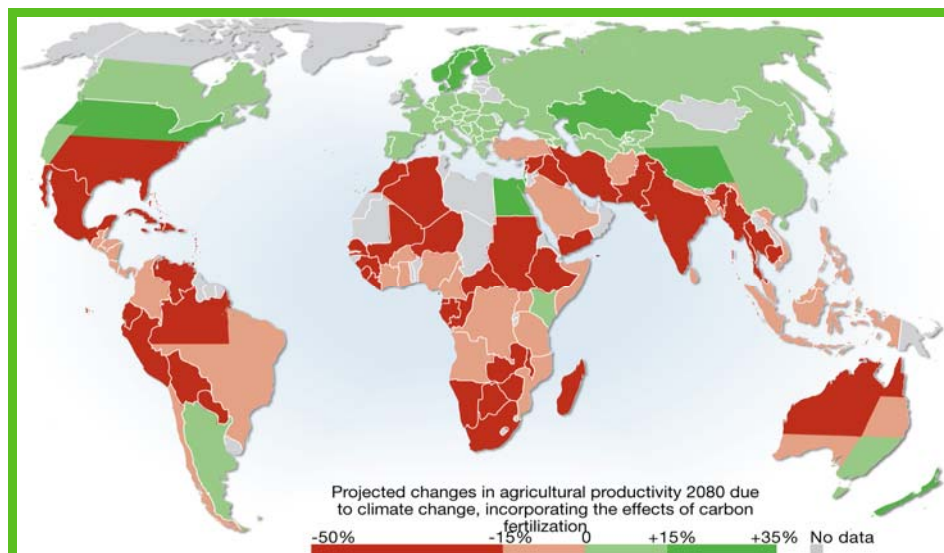 Projected changes in agricultural productivity 2080 due
to climate change, incorporating the effects of carbon
fertilization
-50% -15% 0 +15% +35% No data